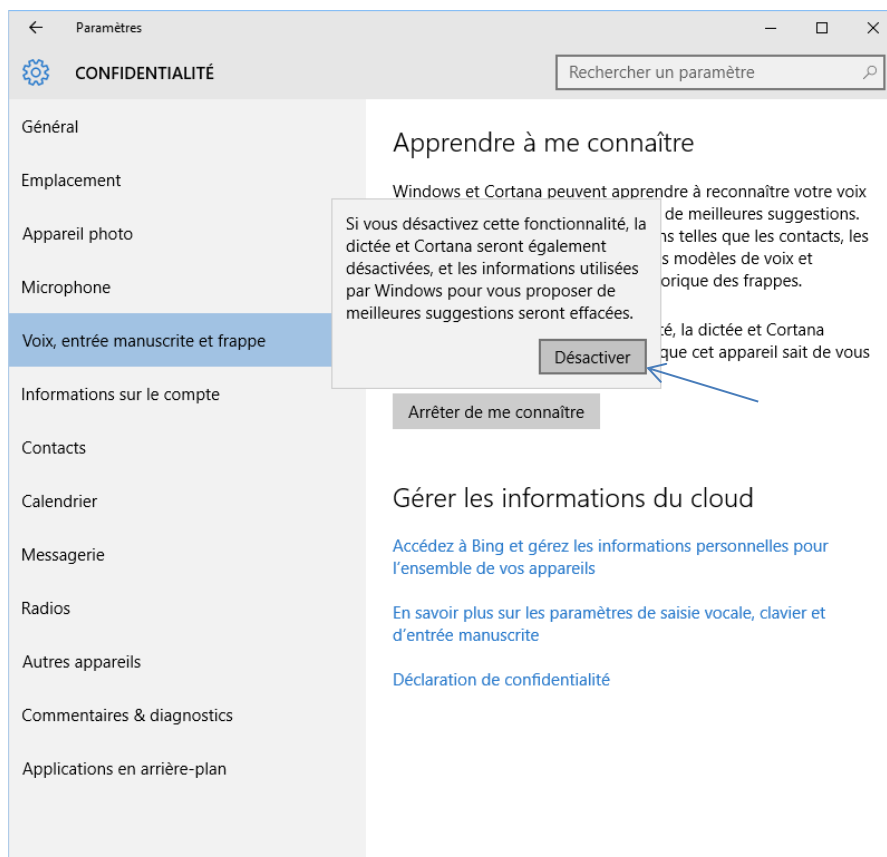 Paramètres
CONFIDENTIALITÉ
Rechercher un paramètre
Général
Emplacement
Appareil photo
Microphone
Voix, entrée manuscrite et frappe
Informations sur le compte
Contacts
Calendrier
Messagerie
Radios
Autres appareils
Commentaires & diagnostics
Applications en arrière-plan
Apprendre à me connaître
Windows et Cortana peuvent apprendre à reconnaître votre voix
de meilleures suggestions.
telles que les contacts, les
modèles de voix et
des frappes.
la dictée et Cortana
que cet appareil sait de vous
Si vous désactivez cette fonctionnalité, la
dictée et Cortana seront également
désactivées, et les informations utilisées
par Windows pour vous proposer de
meilleures suggestions seront effacées.
Désactiver
Arrêter de me connaître
Gérer les informations du cloud
Accédez à Bing et gérez les informations personnelles pour
l'ensemble de vos appareils
En savoir plus sur les paramètres de saisie vocale, clavier et
d'entrée manuscrite
Déclaration de confidentialité